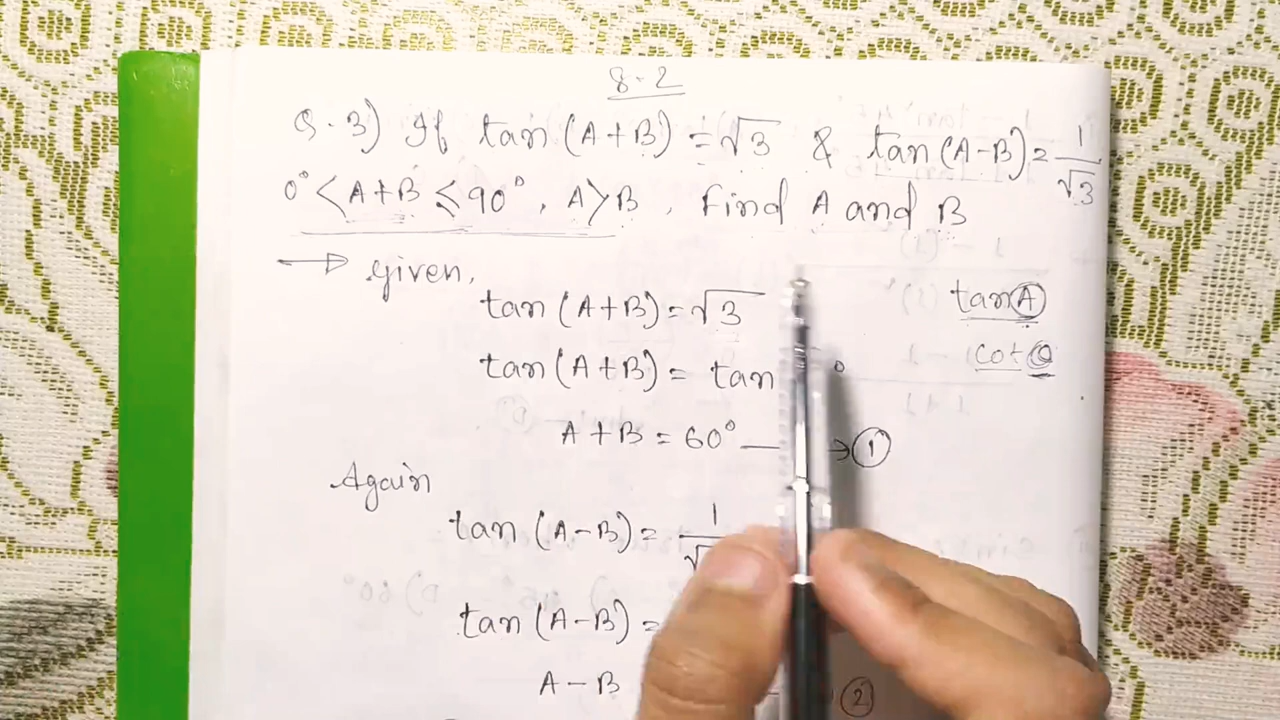 8.2
Q.3) If tan (A+B) = √3 & tan (A-B) = 1/√3
0° < A+B ≤ 90°, A>B, Find A and B
→ Given,
tan (A+B) = √3
tan A
tan (A+B) = tan °
cot
A+B = 60° → ①
Again
tan (A-B) = 1/√
tan (A-B) =
A-B ②